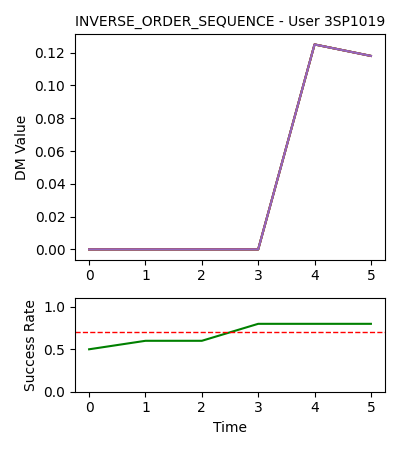 INVERSE_ORDER_SEQUENCE - User 3SP1019
DM Value
0.12
0.10
0.08
0.06
0.04
0.02
0.00
0 1 2 3 4 5
Success Rate
1.0
0.5
0.0
0 1 2 3 4 5
Time